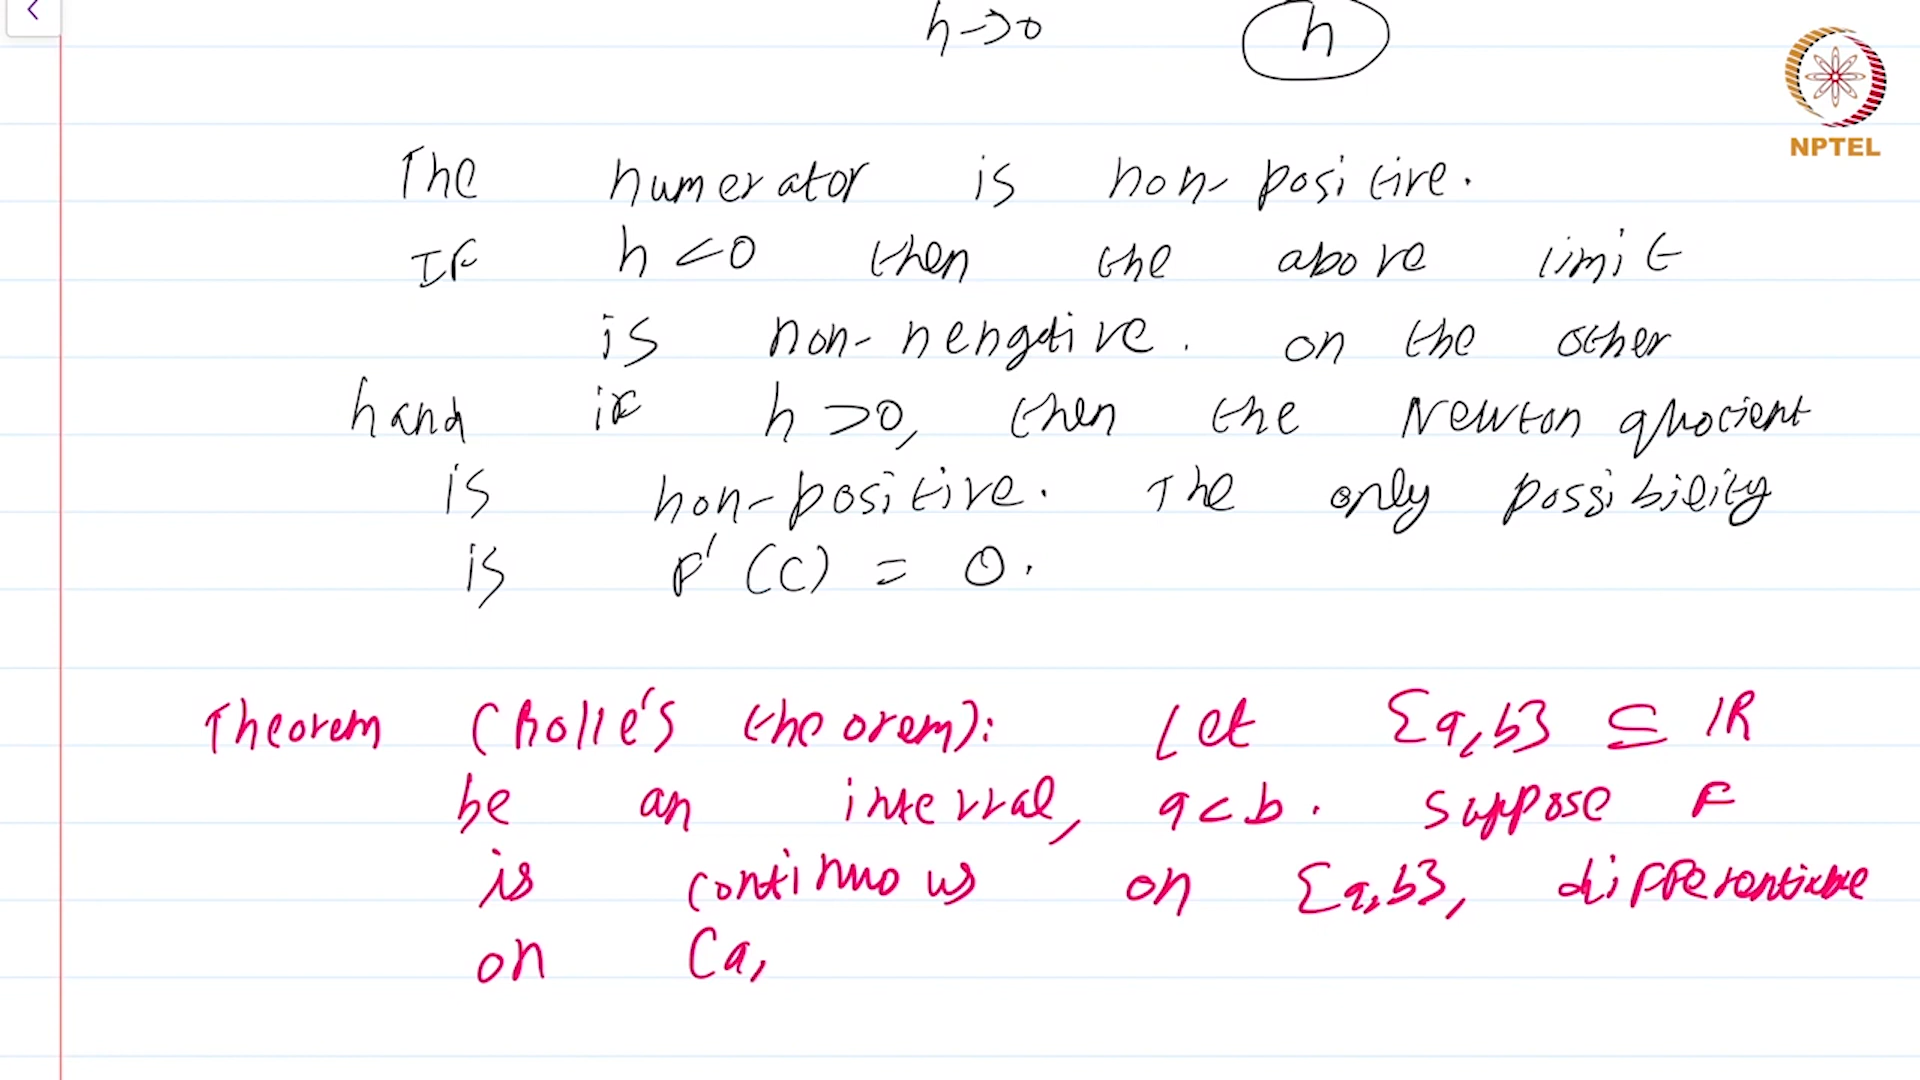 h→0 h
NPTEL
The numerator is non-positive.
If h<0 then the above limit
is non-nengative. on the other
hand if h>0, then the Newton quotient
is non-positive. The only possibility
is F'(c) = 0.
Theorem (Rolle's theorem): Let [a,b] ⊆ IR
be an interval, a<b. suppose F
is continuous on [a,b], differentiable
on (a,